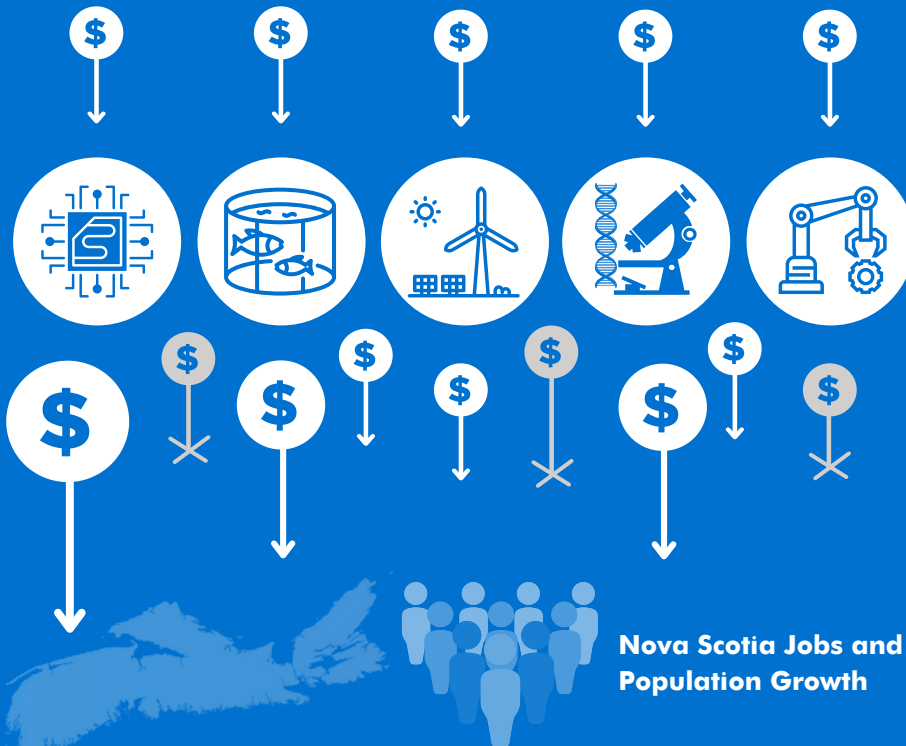 $ $ $ $ $
$ $ $ $ $ $ $ $ $
Nova Scotia Jobs and
Population Growth